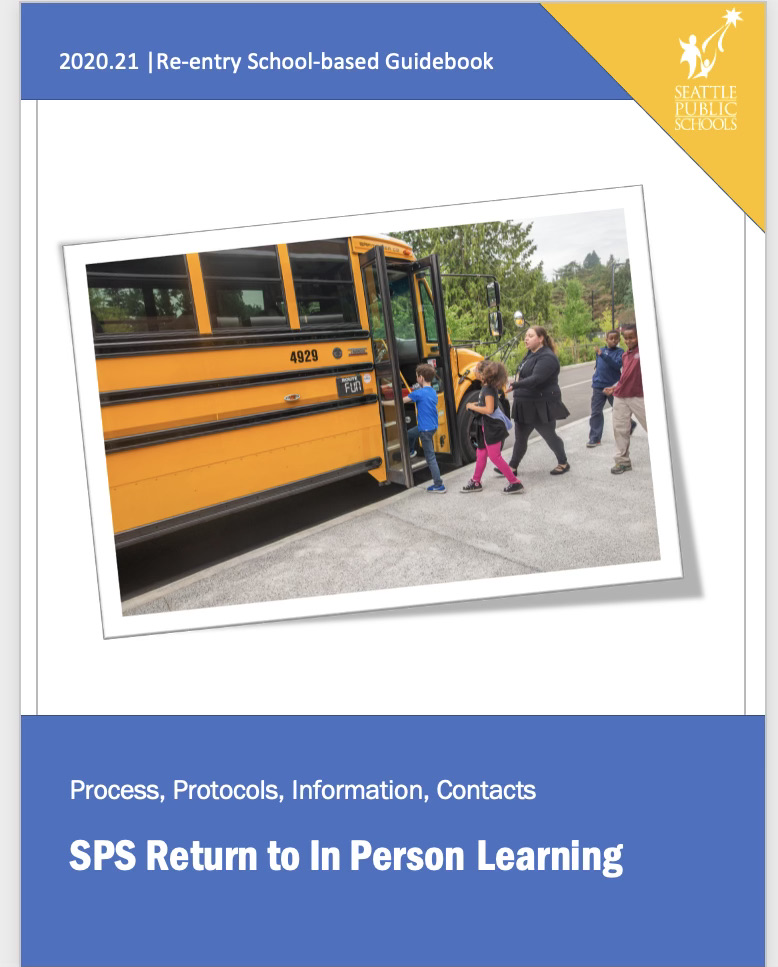 2020.21 |Re-entry School-based Guidebook
SEATTLE
PUBLIC
SCHOOLS
4929
ROUTE
FUN
Process, Protocols, Information, Contacts
SPS Return to In Person Learning